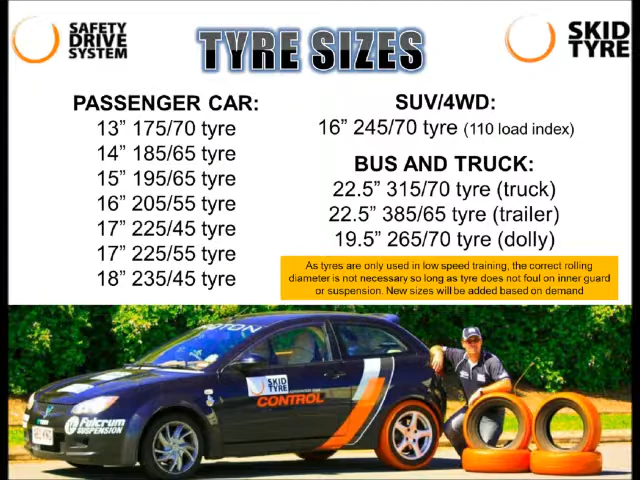 SAFETY
DRIVE
SYSTEM
TYRE SIZES
SKID
TYRE
PASSENGER CAR:
13” 175/70 tyre
14” 185/65 tyre
15” 195/65 tyre
16” 205/55 tyre
17” 225/45 tyre
17” 225/55 tyre
18” 235/45 tyre
SUV/4WD:
16” 245/70 tyre (110 load index)
BUS AND TRUCK:
22.5” 315/70 tyre (truck)
22.5” 385/65 tyre (trailer)
19.5” 265/70 tyre (dolly)
As tyres are only used in low speed training, the correct rolling
diameter is not necessary so long as tyre does not foul on inner guard
or suspension. New sizes will be added based on demand
SKID
TYRE
CONTROL
Fulcrum
SUSPENSION